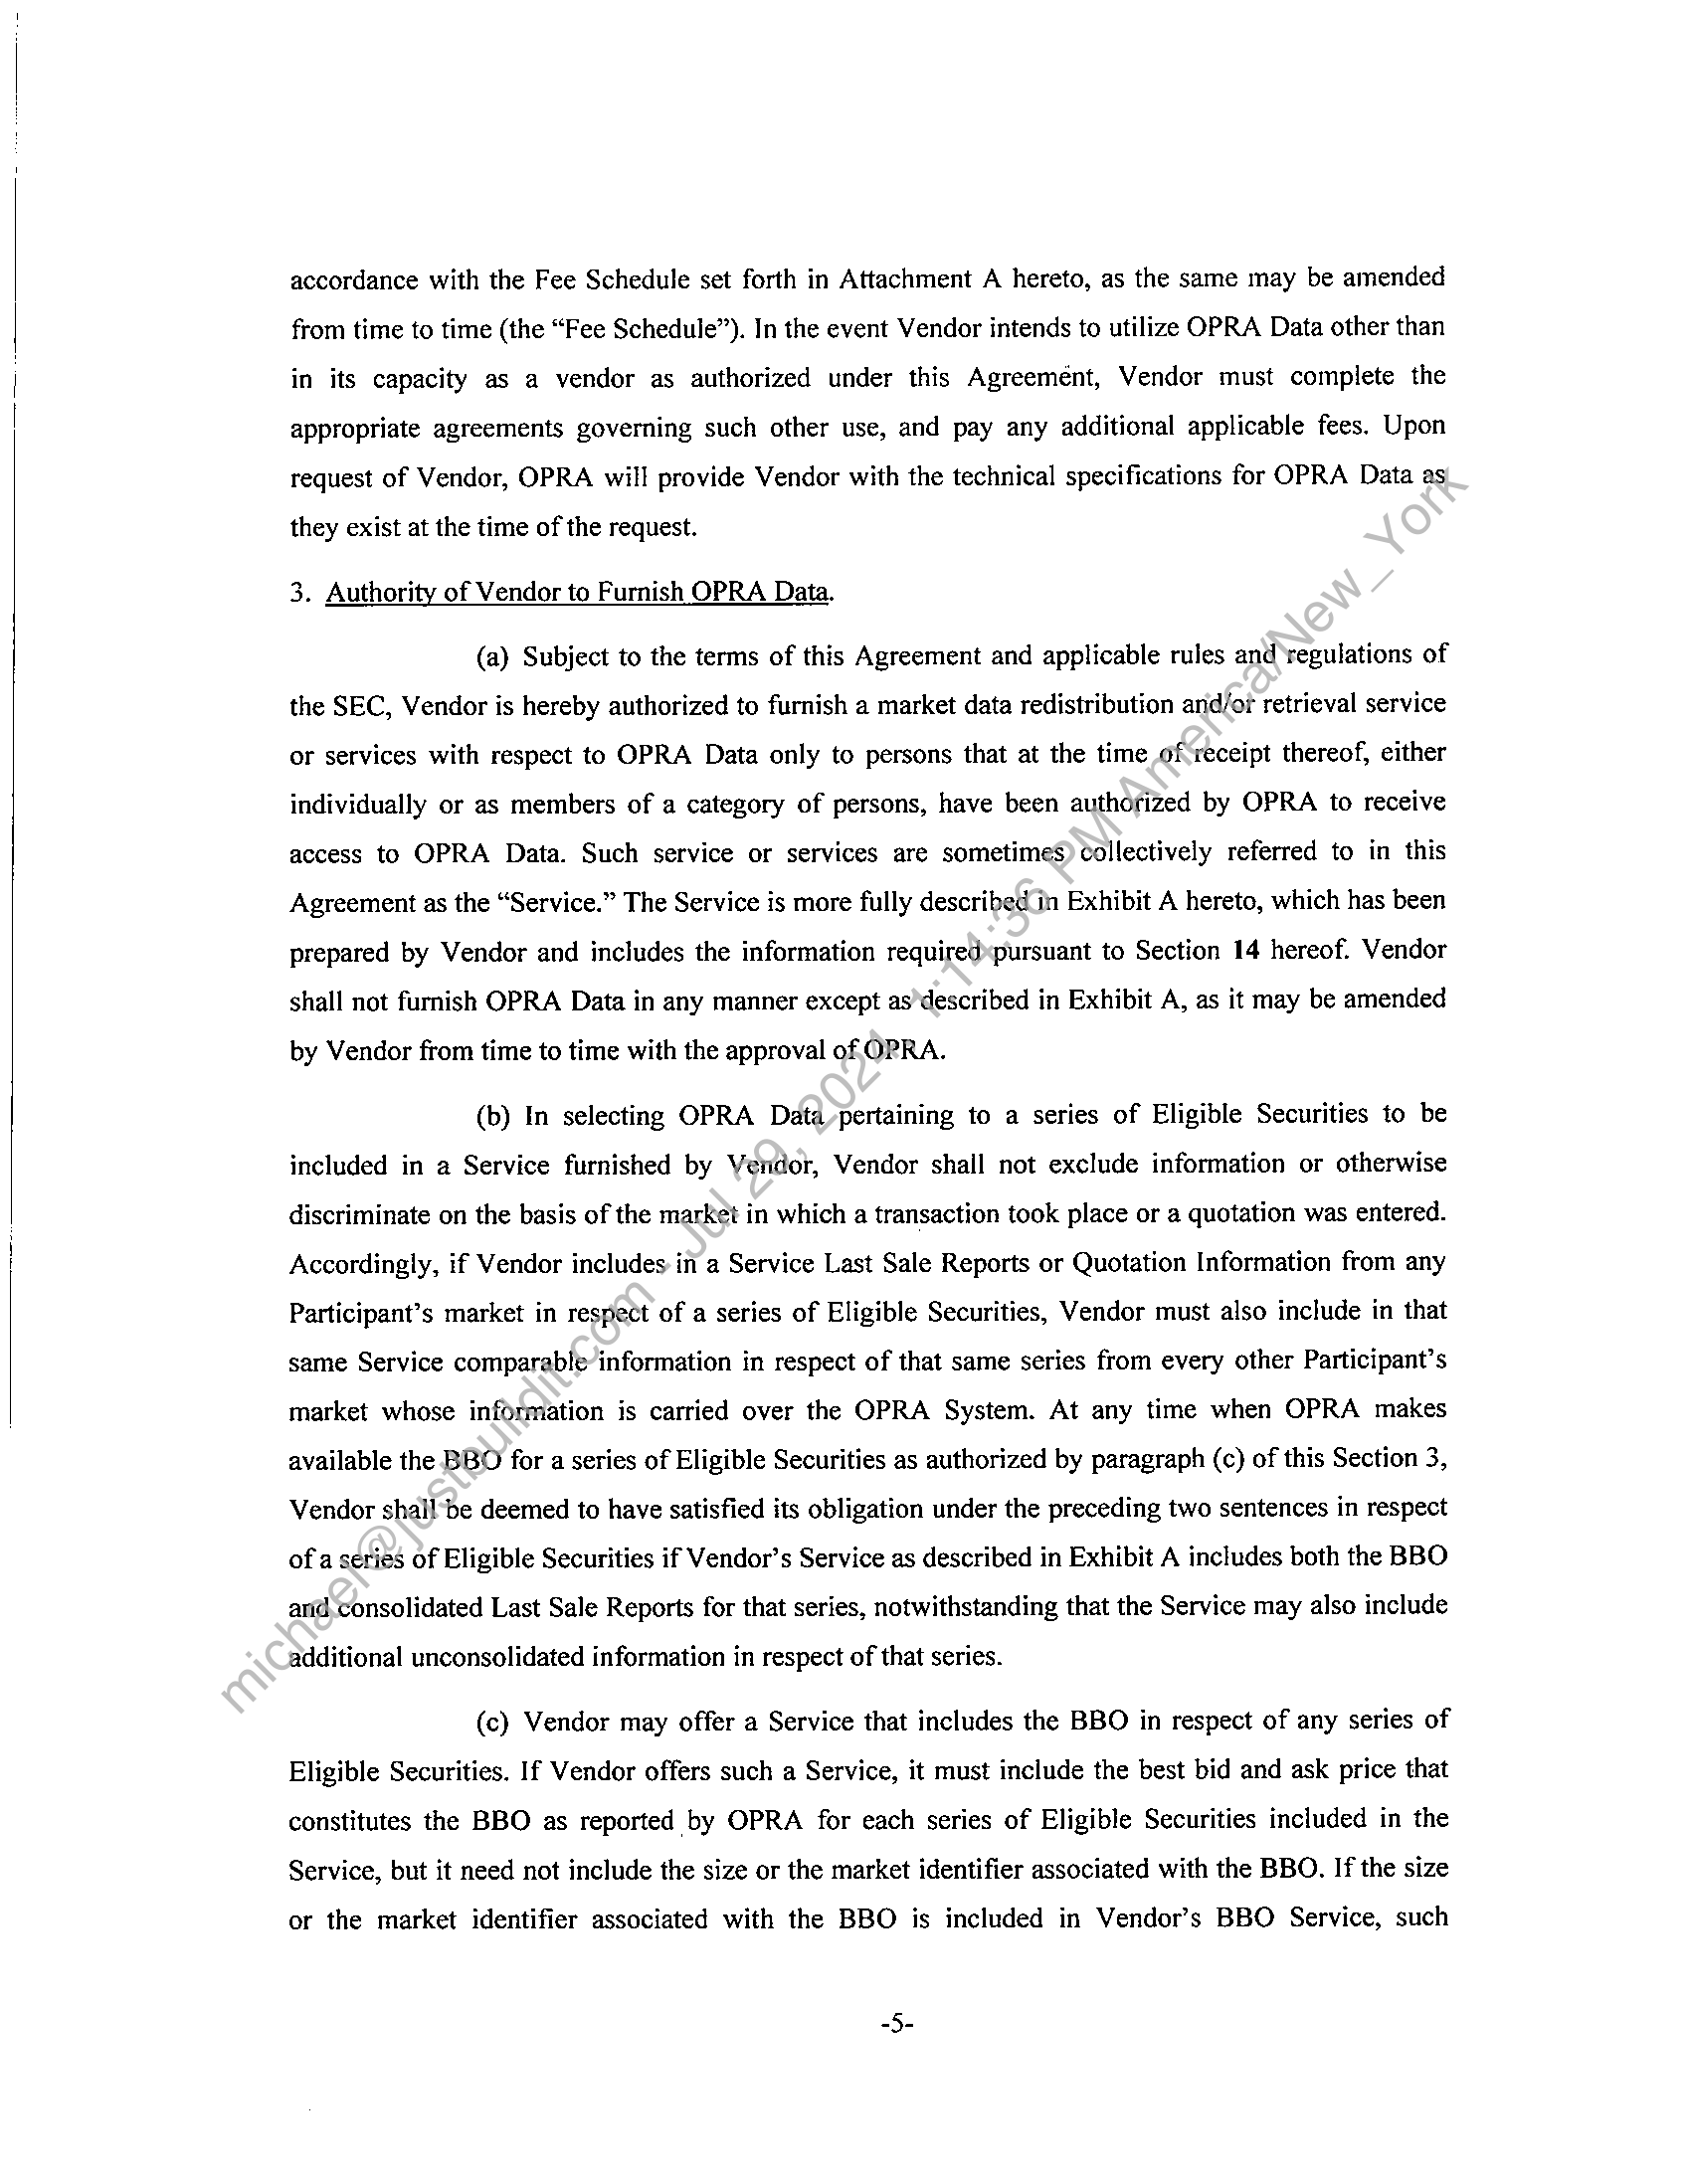 accordance with the Fee Schedule set forth in Attachment A hereto, as the same may be amended
from time to time (the “Fee Schedule”). In the event Vendor intends to utilize OPRA Data other than
in its capacity as a vendor as authorized under this Agreement, Vendor must complete the
appropriate agreements governing such other use, and pay any additional applicable fees. Upon
request of Vendor, OPRA will provide Vendor with the technical specifications for OPRA Data as
they exist at the time of the request.
3. Authority of Vendor to Furnish OPRA Data.
(a) Subject to the terms of this Agreement and applicable rules and regulations of
the SEC, Vendor is hereby authorized to furnish a market data redistribution and/or retrieval service
or services with respect to OPRA Data only to persons that at the time of receipt thereof, either
individually or as members of a category of persons, have been authorized by OPRA to receive
access to OPRA Data. Such service or services are sometimes collectively referred to in this
Agreement as the “Service.” The Service is more fully described in Exhibit A hereto, which has been
prepared by Vendor and includes the information required pursuant to Section 14 hereof. Vendor
shall not furnish OPRA Data in any manner except as described in Exhibit A, as it may be amended
by Vendor from time to time with the approval of OPRA.
(b) In selecting OPRA Data pertaining to a series of Eligible Securities to be
included in a Service furnished by Vendor, Vendor shall not exclude information or otherwise
discriminate on the basis of the market in which a transaction took place or a quotation was entered.
Accordingly, if Vendor includes in a Service Last Sale Reports or Quotation Information from any
Participant’s market in respect of a series of Eligible Securities, Vendor must also include in that
same Service comparable information in respect of that same series from every other Participant’s
market whose information is carried over the OPRA System. At any time when OPRA makes
available the BBO for a series of Eligible Securities as authorized by paragraph (c) of this Section 3,
Vendor shall be deemed to have satisfied its obligation under the preceding two sentences in respect
of a series of Eligible Securities if Vendor’s Service as described in Exhibit A includes both the BBO
and consolidated Last Sale Reports for that series, notwithstanding that the Service may also include
additional unconsolidated information in respect of that series.
(c) Vendor may offer a Service that includes the BBO in respect of any series of
Eligible Securities. If Vendor offers such a Service, it must include the best bid and ask price that
constitutes the BBO as reported by OPRA for each series of Eligible Securities included in the
Service, but it need not include the size or the market identifier associated with the BBO. If the size
or the market identifier associated with the BBO is included in Vendor’s BBO Service, such
-5-
michael@justbuildit.com - Jul 29, 2024 1:14:36 PM America/New_York